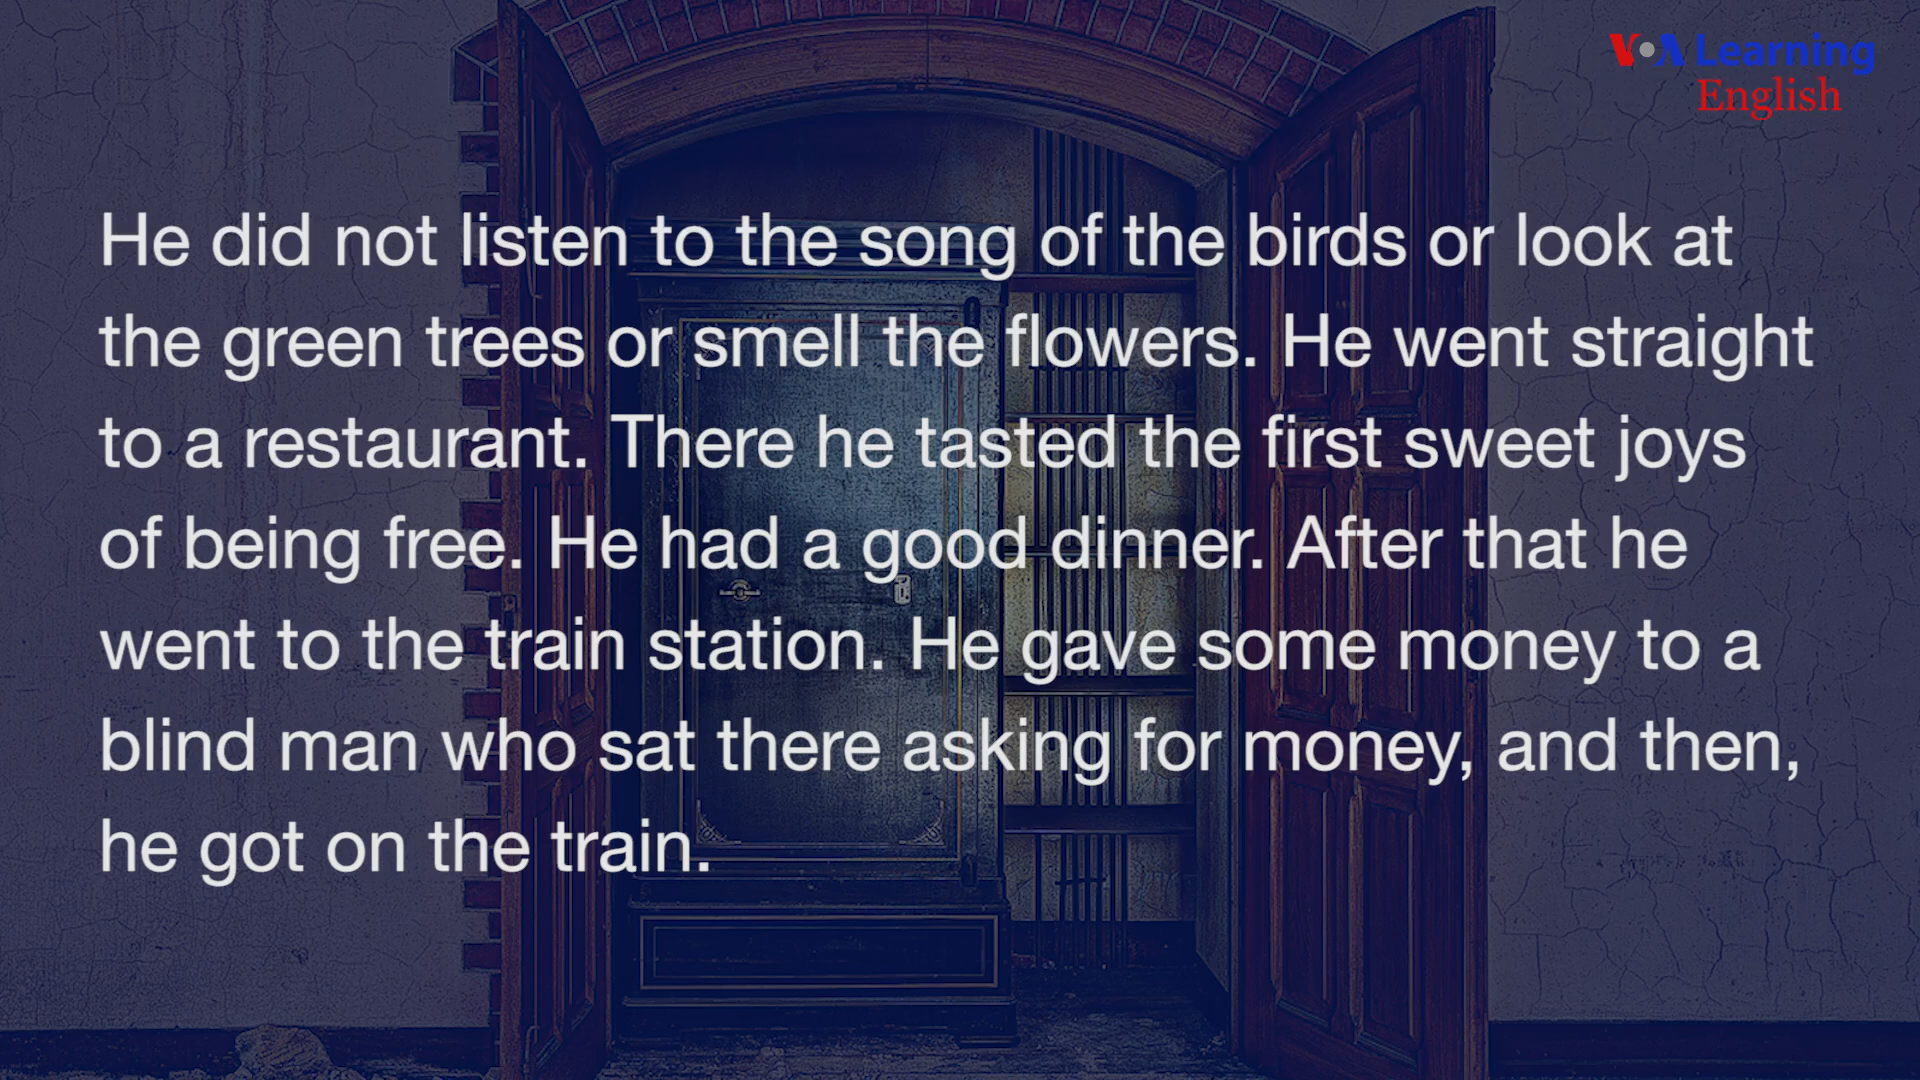 VOA Learning
English
He did not listen to the song of the birds or look at
the green trees or smell the flowers. He went straight
to a restaurant. There he tasted the first sweet joys
of being free. He had a good dinner. After that he
went to the train station. He gave some money to a
blind man who sat there asking for money, and then,
he got on the train.